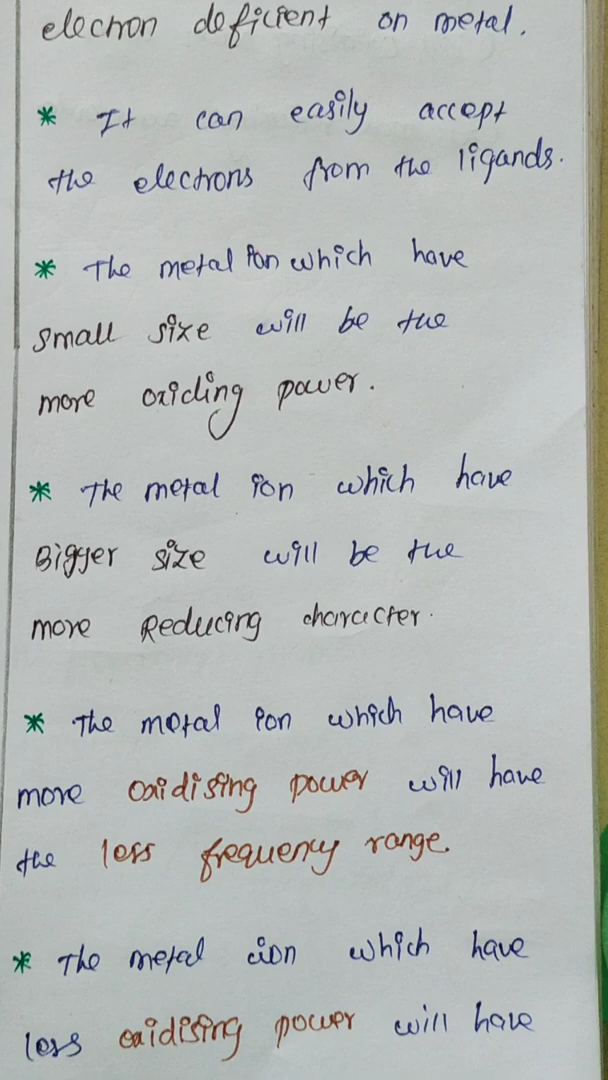 elecron deficient on metal.
* It can easily accept
the electrons from the ligands.
* The metal ion which have
small size will be the
more oxiding power.
* The metal ion which have
Bigger size will be the
more Reducing character.
* The metal ion which have
more oxidising power will have
the less frequency range.
* The metal ion which have
less oxidising power will have